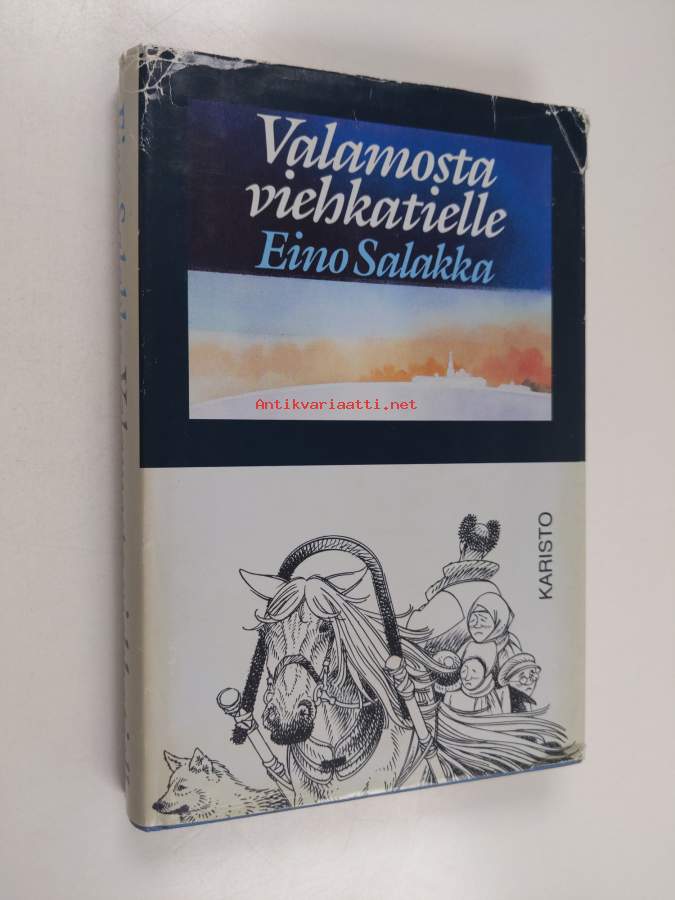 Valamosta
viehkatielle
Eino Salakka
Antikvariaatti.net
KARISTO